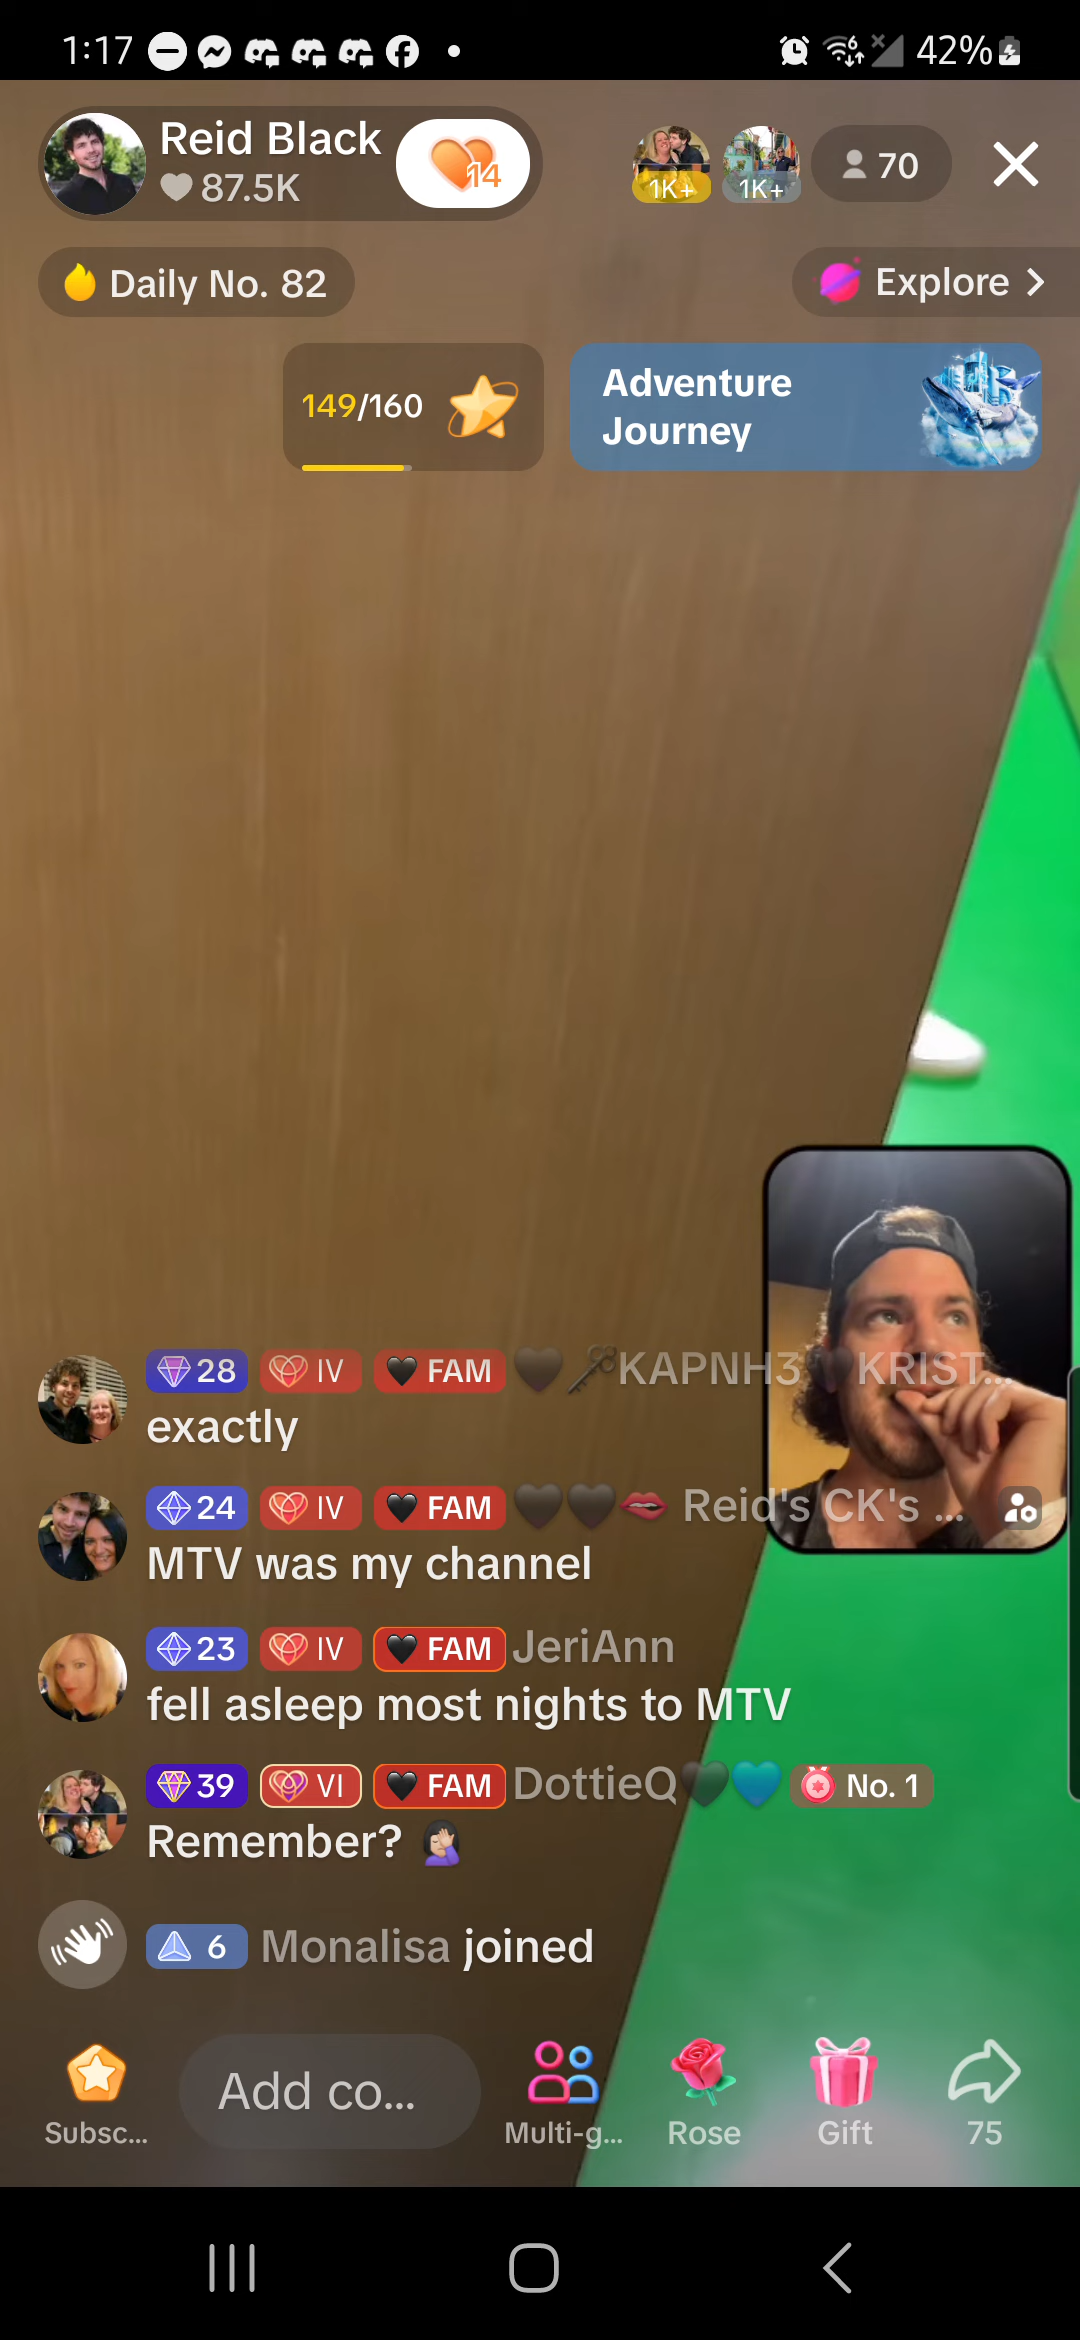 1:17
42%
Reid Black
87.5K
14
1K+
1K+
70
Daily No. 82
Explore
149/160
Adventure
Journey
28 IV FAM KAPNH3 KRIST...
exactly
24 IV FAM Reid's CK's ...
MTV was my channel
23 IV FAM JeriAnn
fell asleep most nights to MTV
39 VI FAM DottieQ No. 1
Remember?
6 Monalisa joined
Subsc...
Add co...
Multi-g...
Rose
Gift
75